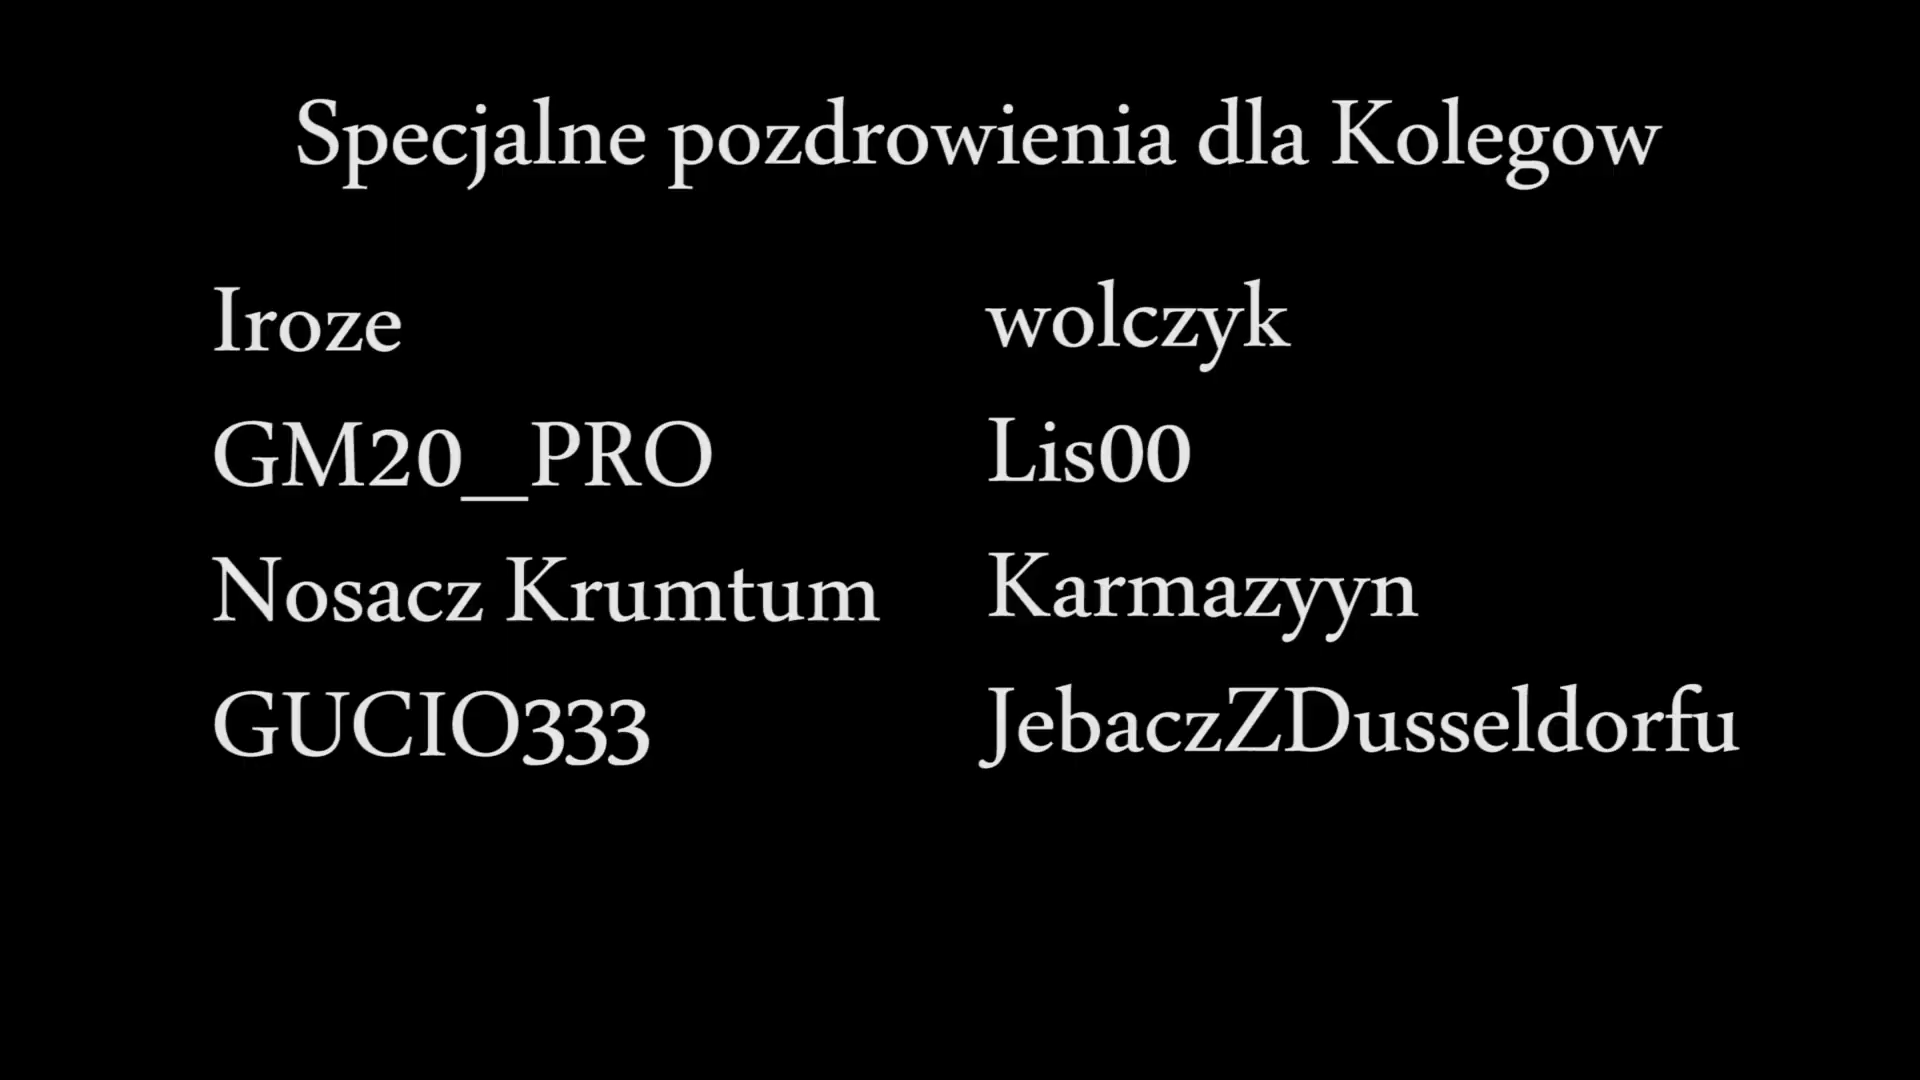 Specjalne pozdrowienia dla Kolegow
Iroze
GM20_PRO
Nosacz Krumtum
GUCIO333
wolczyk
Lis00
Karmazyyn
JebaczZDusseldorfu